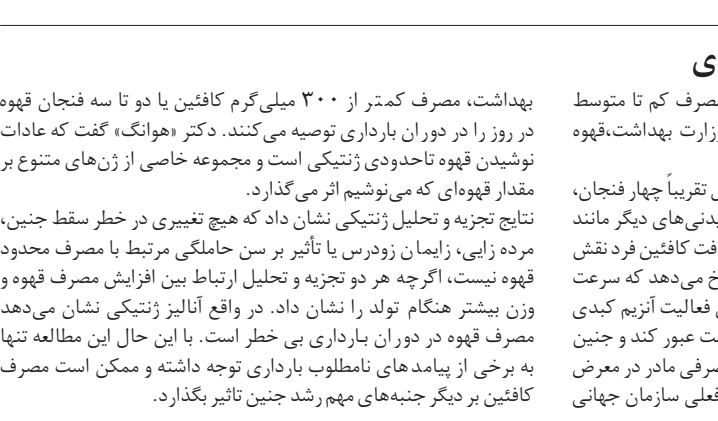 ی
مصرف کم تا متوسط
وزارت بهداشت،قهوه
تقریباً چهار فنجان،
یدنی‌های دیگر مانند
فت کافئین فرد نقش
خ می‌دهد که سرعت
فعالیت آنزیم کبدی
ت عبور کند و جنین
صرفی مادر در معرض
فعلی سازمان جهانی
بهداشت، مصرف کمتر از ۳۰۰ میلی‌گرم کافئین یا دو تا سه فنجان قهوه
در روز را در دوران بارداری توصیه می‌کنند. دکتر «هوانگ» گفت که عادات
نوشیدن قهوه تاحدودی ژنتیکی است و مجموعه خاصی از ژن‌های متنوع بر
مقدار قهوه‌ای که می‌نوشیم اثر می‌گذارد.
نتایج تجزیه و تحلیل ژنتیکی نشان داد که هیچ تغییری در خطر سقط جنین،
مرده زایی، زایمان زودرس یا تأثیر بر سن حاملگی مرتبط با مصرف محدود
قهوه نیست، اگرچه هر دو تجزیه و تحلیل ارتباط بین افزایش مصرف قهوه و
وزن بیشتر هنگام تولد را نشان داد. در واقع آنالیز ژنتیکی نشان می‌دهد
مصرف قهوه در دوران بارداری بی خطر است. با این حال این مطالعه تنها
به برخی از پیامدهای نامطلوب بارداری توجه داشته و ممکن است مصرف
کافئین بر دیگر جنبه‌های مهم رشد جنین تاثیر بگذارد.